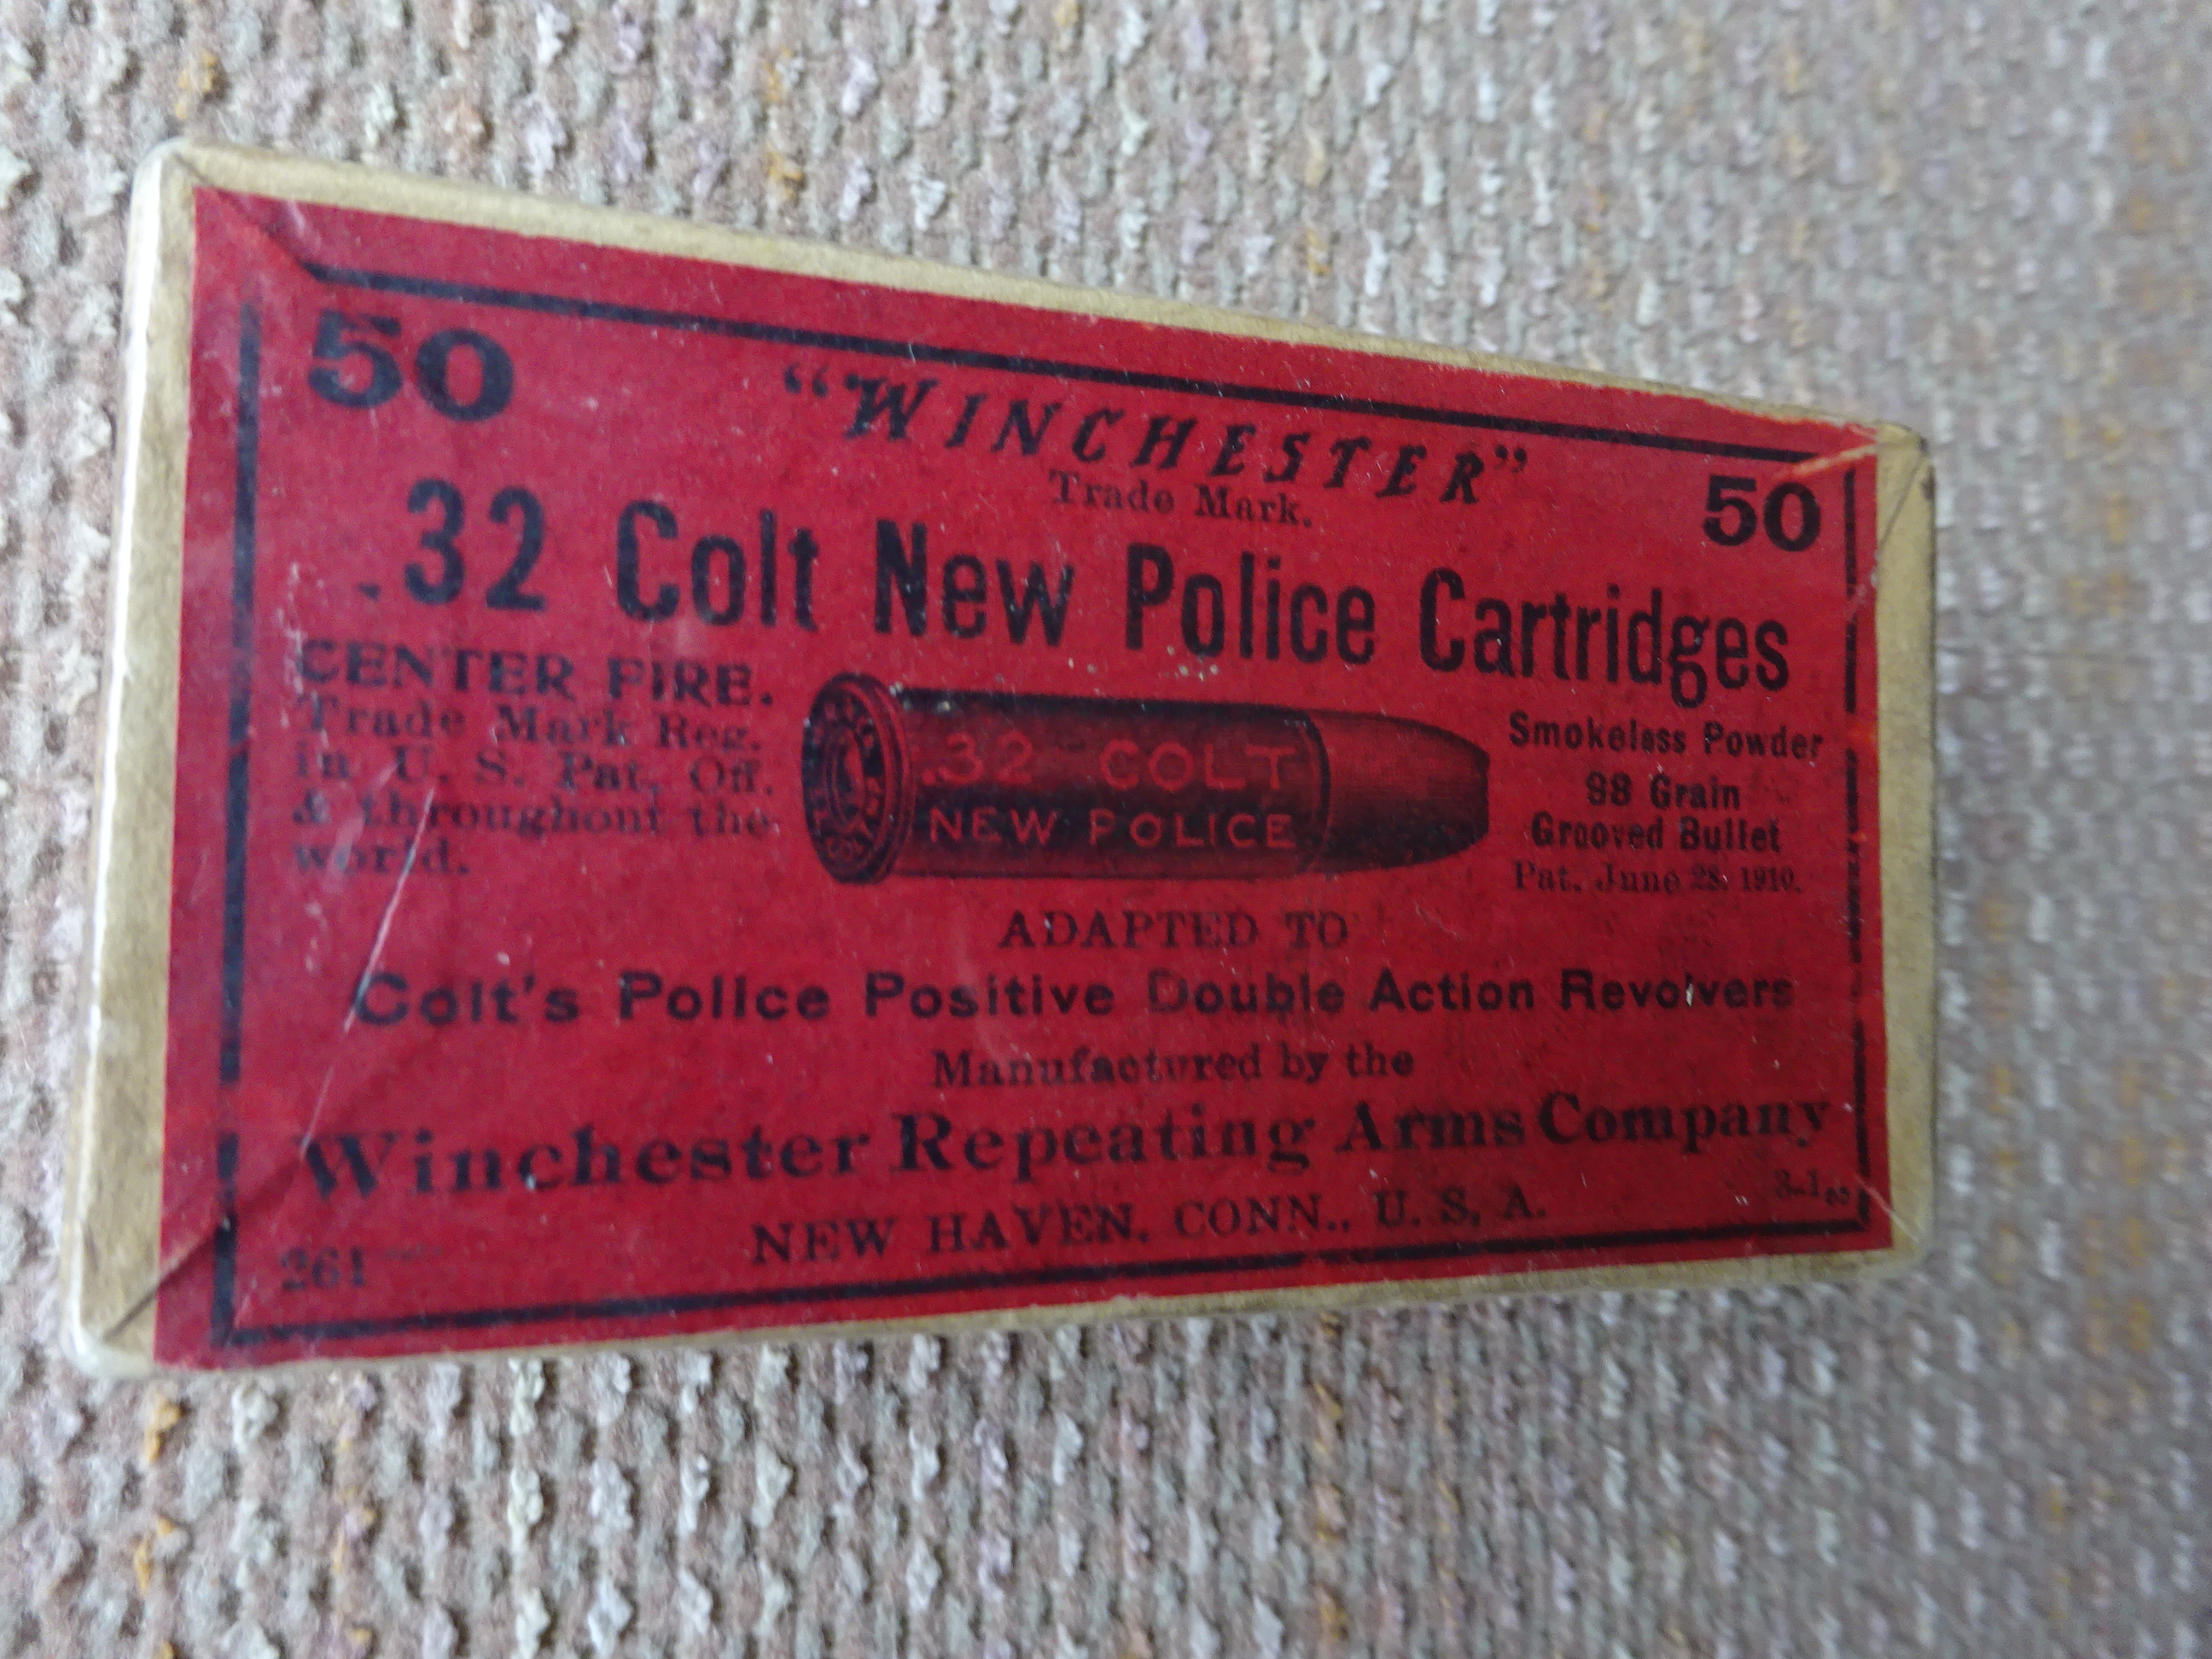 50
"WINCHESTER"
Trade Mark.
50
.32 Colt New Police Cartridges
CENTER FIRE.
Trade Mark Reg.
in U. S. Pat. Off.
& throughout the
world.
.32 COLT
NEW POLICE
Smokeless Powder
98 Grain
Grooved Bullet
Pat. June 28. 1910.
ADAPTED TO
Colt's Police Positive Double Action Revolvers
Manufactured by the
Winchester Repeating Arms Company
NEW HAVEN. CONN., U. S. A.
261